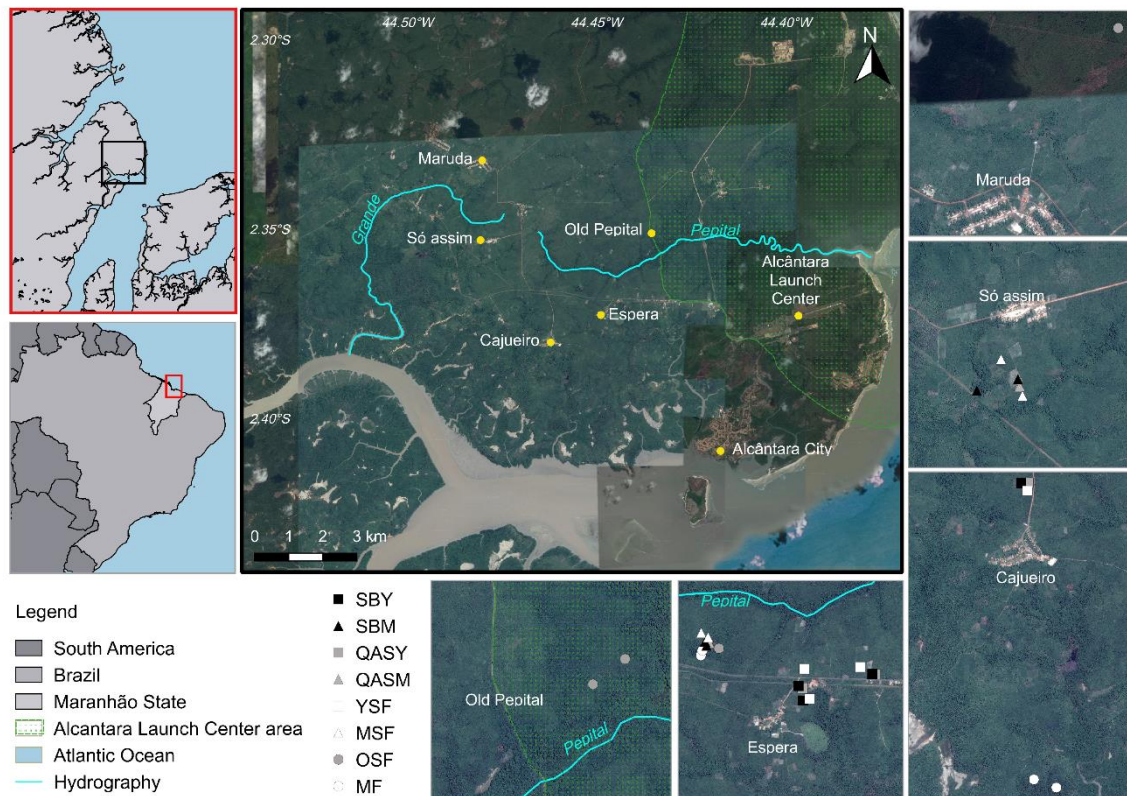 44.50°W
44.45°W
44.40°W
2.30°S
N
Maruda
Grande
Só assim
Old Pepital
Pepital
Alcântara
Launch
Center
2.35°S
Espera
Cajueiro
2.40°S
Alcântara City
0 1 2 3 km
Maruda
Só assim
Cajueiro
Old Pepital
Pepital
Pepital
Espera
Legend
South America
Brazil
Maranhão State
Alcantara Launch Center area
Atlantic Ocean
Hydrography
SBY
SBM
QASY
QASM
YSF
MSF
OSF
MF